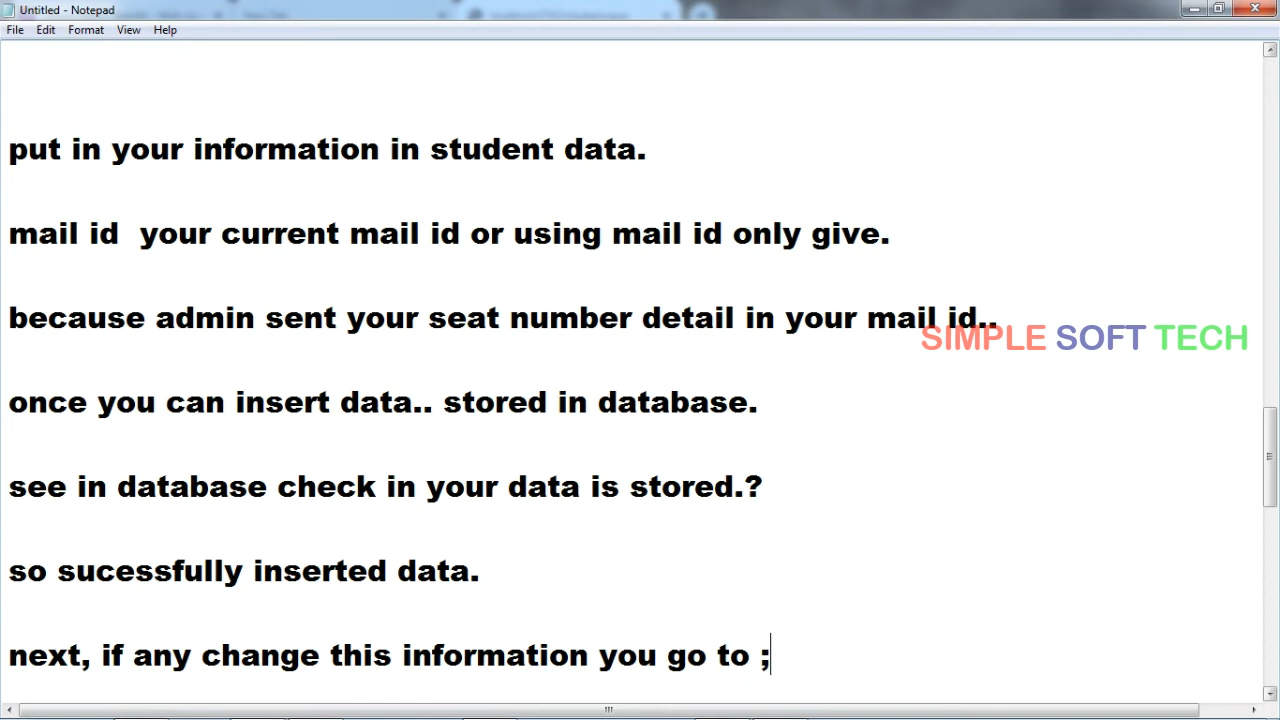 Untitled - Notepad
File Edit Format View Help
put in your information in student data.
mail id  your current mail id or using mail id only give.
because admin sent your seat number detail in your mail id..
SIMPLE SOFT TECH
once you can insert data.. stored in database.
see in database check in your data is stored.?
so sucessfully inserted data.
next, if any change this information you go to ;